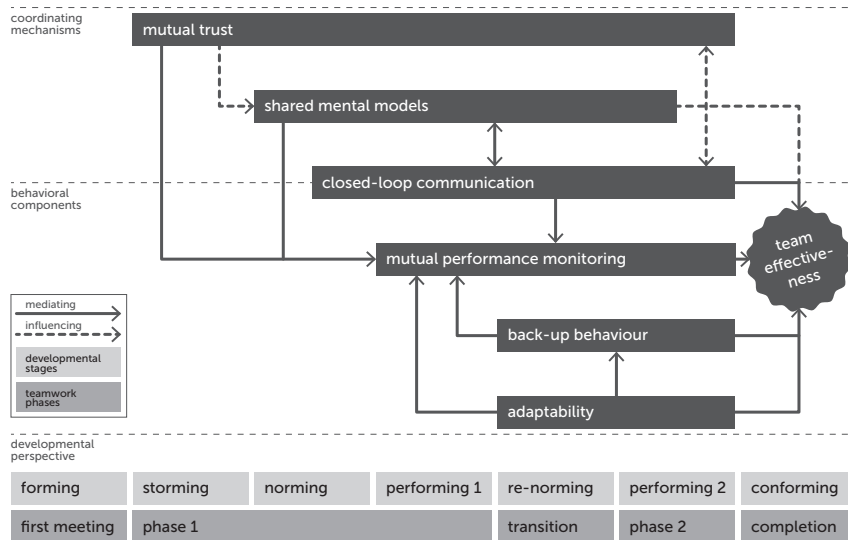 coordinating
mechanisms
mutual trust
shared mental models
closed-loop communication
behavioral
components
mutual performance monitoring
team
effective-
ness
mediating
influencing
developmental
stages
teamwork
phases
back-up behaviour
adaptability
developmental
perspective
forming
storming
norming
performing 1
re-norming
performing 2
conforming
first meeting
phase 1
transition
phase 2
completion